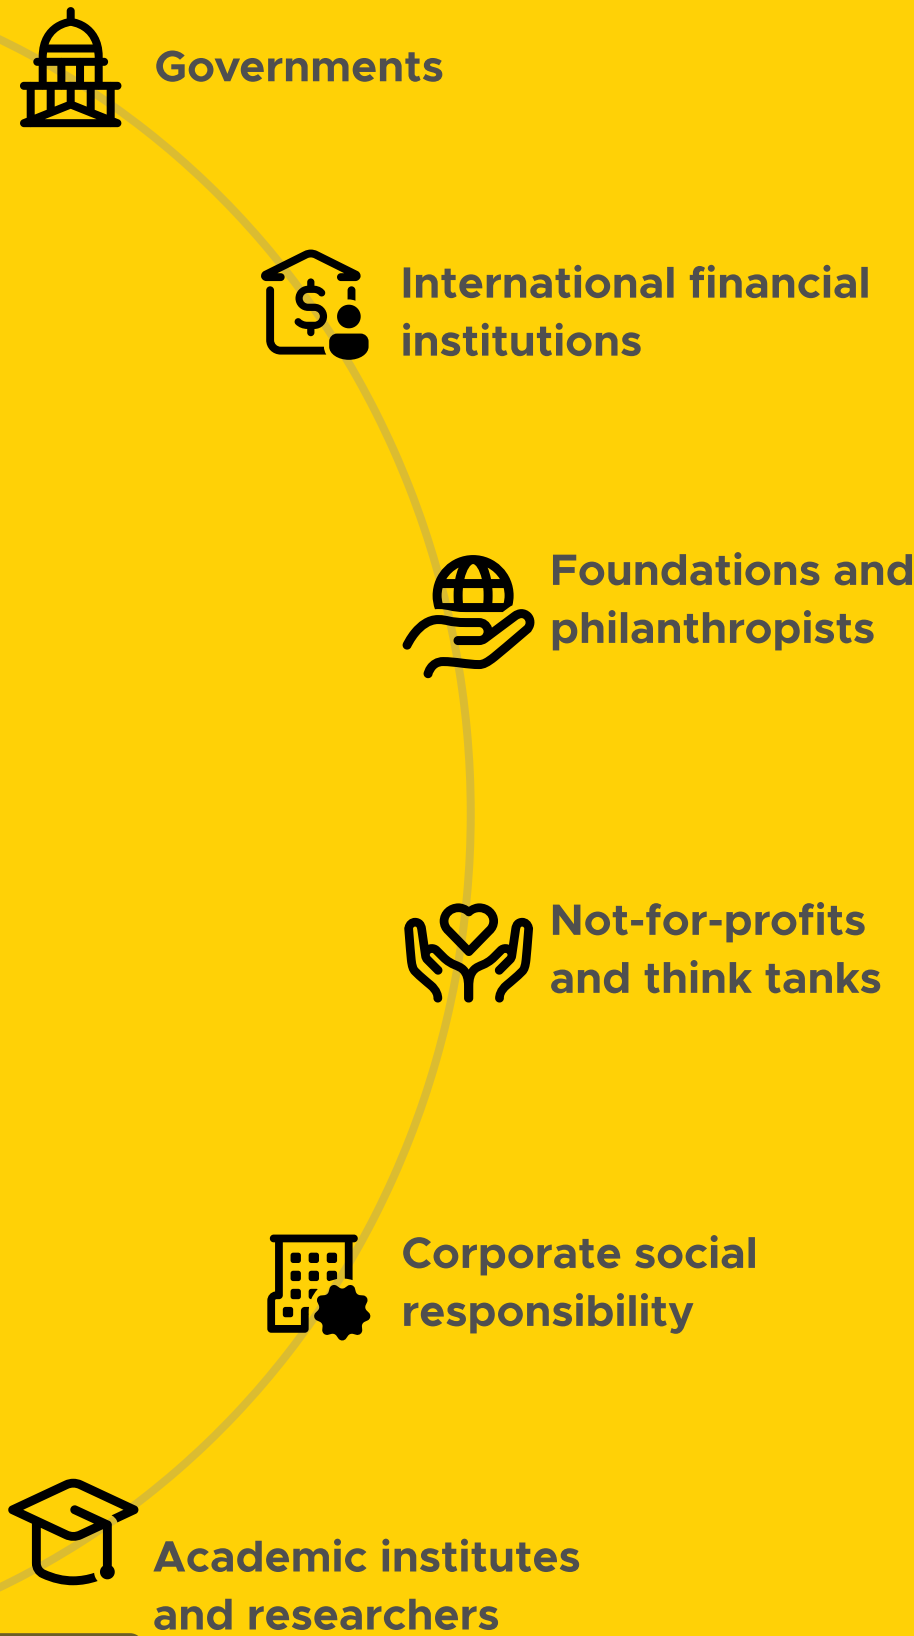 Governments
International financial
institutions
Foundations and
philanthropists
Not-for-profits
and think tanks
Corporate social
responsibility
Academic institutes
and researchers